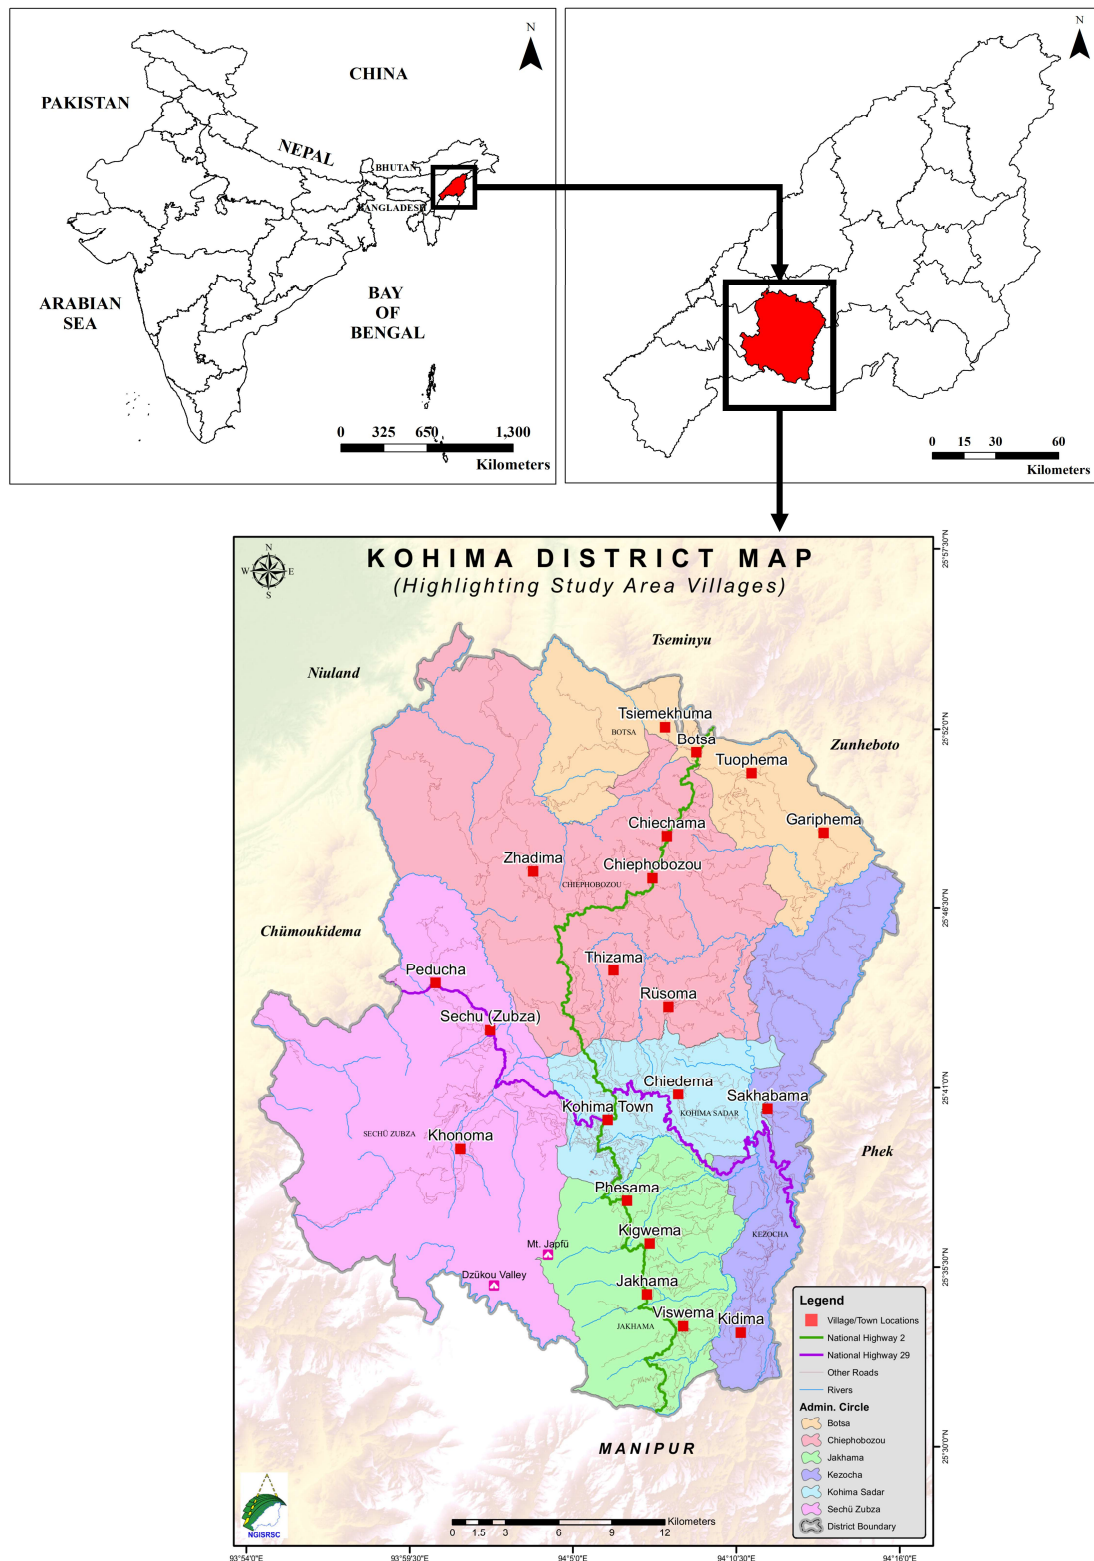 N
CHINA
PAKISTAN
NEPAL
BHUTAN
BANGLADESH
ARABIAN
SEA
BAY
OF
BENGAL
0 325 650 1,300
Kilometers
N
0 15 30 60
Kilometers
KOHIMA DISTRICT MAP
(Highlighting Study Area Villages)
N
W E
S
Tseminyu
Niuland
Zunheboto
Chümoukidema
Phek
MANIPUR
Tsiemekhuma
BOTSA
Botsa
Tuophema
Gariphema
Chiechama
Zhadima
Chiephobozou
CHIEPHOBOZOU
Thizama
Peducha
Rüsoma
Sechu (Zubza)
Chiedema
Sakhabama
Kohima Town
KOHIMA SADAR
SECHÜ ZUBZA
Khonoma
Phesama
Kigwema
KEZOCHA
Mt. Japfü
Dzükou Valley
Jakhama
Viswema
Kidima
JAKHAMA
25°57'30"N
25°52'0"N
25°46'30"N
25°41'0"N
25°35'30"N
25°30'0"N
Legend
Village/Town Locations
National Highway 2
National Highway 29
Other Roads
Rivers
Admin. Circle
Botsa
Chiephobozou
Jakhama
Kezocha
Kohima Sadar
Sechü Zubza
District Boundary
NGISRSC
Kilometers
0 1.5 3 6 9 12
93°54'0"E 93°59'30"E 94°5'0"E 94°10'30"E 94°16'0"E